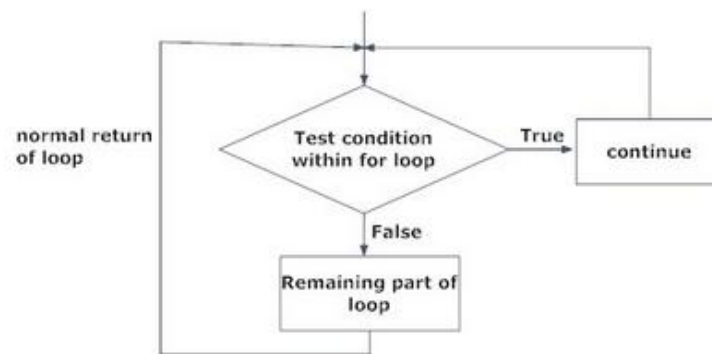 normal return
of loop
Test condition
within for loop
True
continue
False
Remaining part of
loop